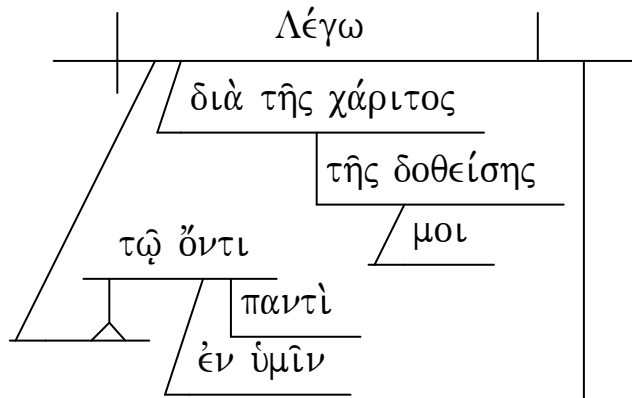 Λέγω
διὰ τῆς χάριτος
τῆς δοθείσης
μοι
τῷ ὄντι
παντὶ
ἐν ὑμῖν